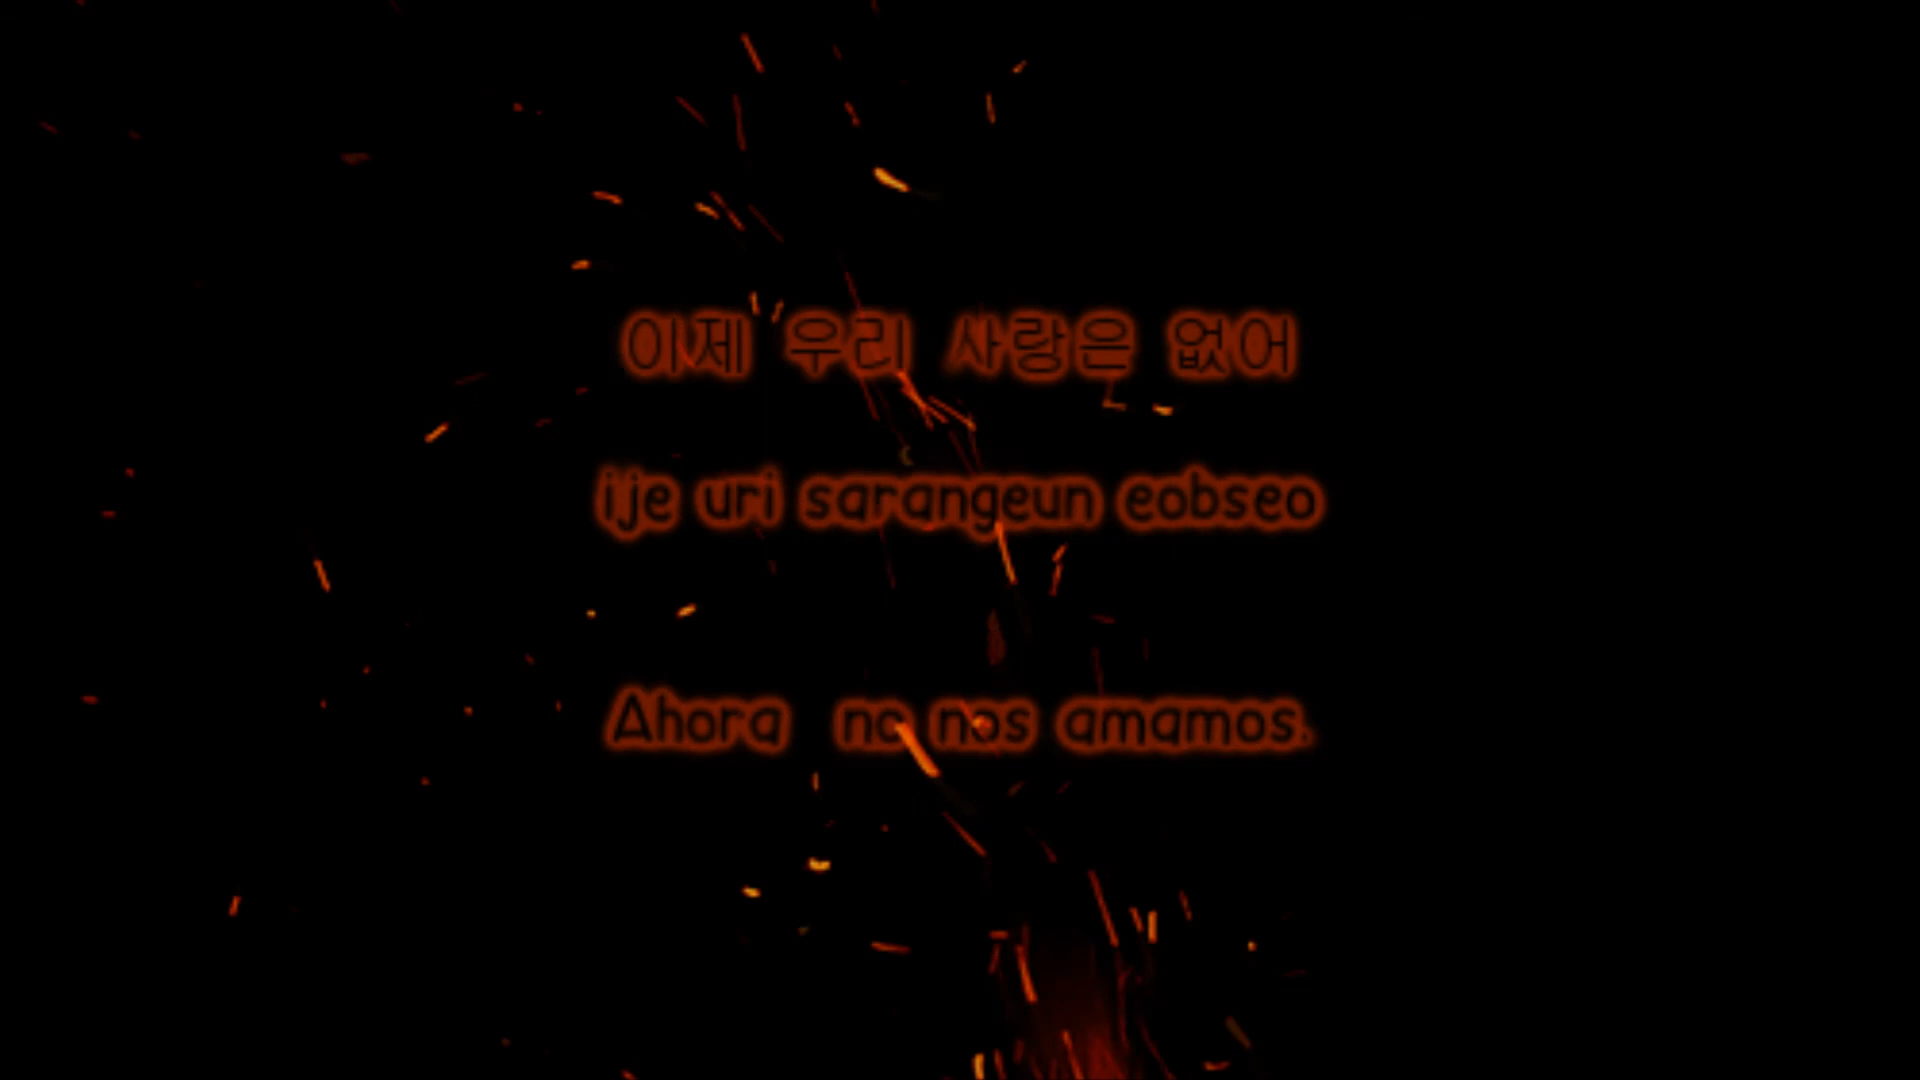 이제 우리 사랑은 없어
ije uri sarangeun eobseo
Ahora no nos amamos.